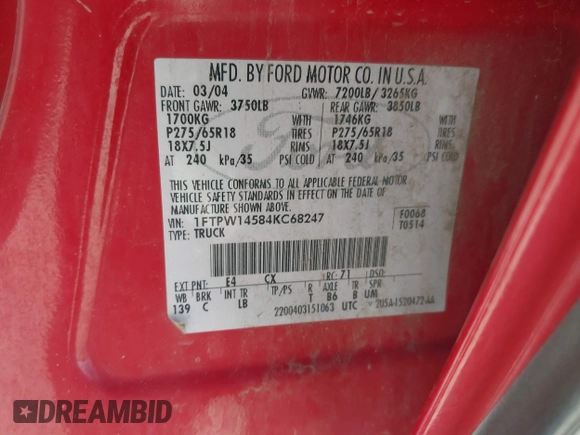 MFD. BY FORD MOTOR CO. IN U.S.A.
DATE: 03/04 GVWR: 7200LB / 3265KG
FRONT GAWR: 3750LB REAR GAWR: 3850LB
1700KG WITH 1746KG WITH
P275/65R18 TIRES P275/65R18 TIRES
18X7.5J RIMS 18X7.5J RIMS
AT 240 kPa/35 PSI COLD AT 240 kPa/35 PSI COLD
THIS VEHICLE CONFORMS TO ALL APPLICABLE FEDERAL MOTOR
VEHICLE SAFETY STANDARDS IN EFFECT ON THE DATE OF
MANUFACTURE SHOWN ABOVE.
VIN: 1FTPW14584KC68247 F0068
TYPE: TRUCK T0514
EXT PNT: E4 CX RC: 71 DSO:
WB BRK INT TR TP/PS R AXLE TR SPR
139 C LB T B6 B UM
2200403151063 UTC
DREAMBID